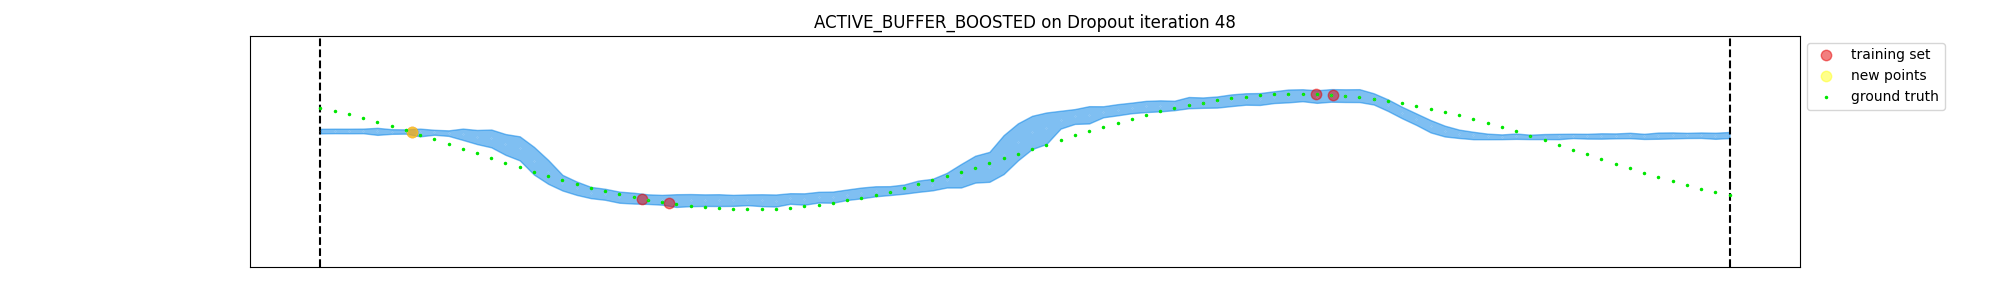 ACTIVE_BUFFER_BOOSTED on Dropout iteration 48
training set
new points
ground truth